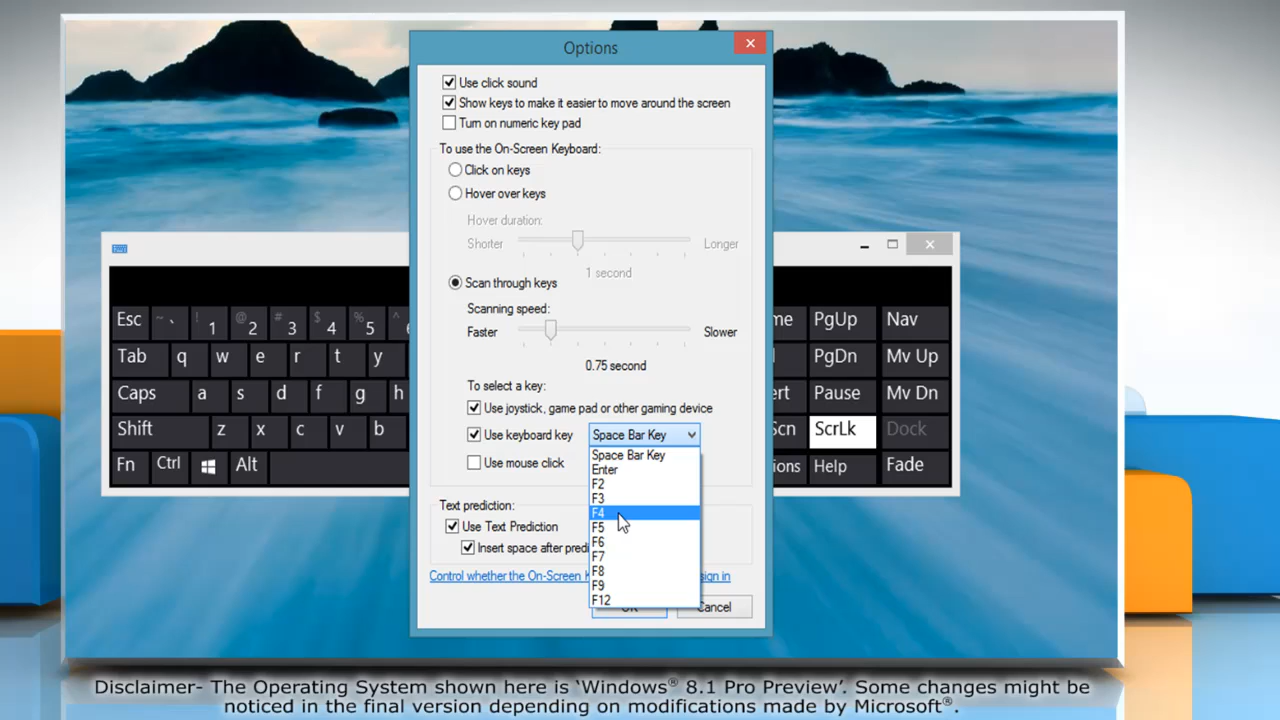 Options
Use click sound
Show keys to make it easier to move around the screen
Turn on numeric key pad
To use the On-Screen Keyboard:
Click on keys
Hover over keys
Hover duration:
Shorter
Longer
1 second
Scan through keys
Scanning speed:
Faster
Slower
0.75 second
To select a key:
Use joystick, game pad or other gaming device
Use keyboard key
Space Bar Key
Space Bar Key
Enter
F2
F3
F4
F5
F6
F7
F8
F9
F12
Use mouse click
Text prediction:
Use Text Prediction
Insert space after predi
Control whether the On-Screen K
sign in
OK
Cancel
Esc ~ ` ! 1 @ 2 # 3 $ 4 % 5 ^ 6
Tab q w e r t y
Caps a s d f g h
Shift z x c v b
Fn Ctrl Alt
me PgUp Nav
PgDn Mv Up
ert Pause Mv Dn
Scn ScrLk Dock
ions Help Fade
Disclaimer- The Operating System shown here is ‘Windows® 8.1 Pro Preview’. Some changes might be
noticed in the final version depending on modifications made by Microsoft®.